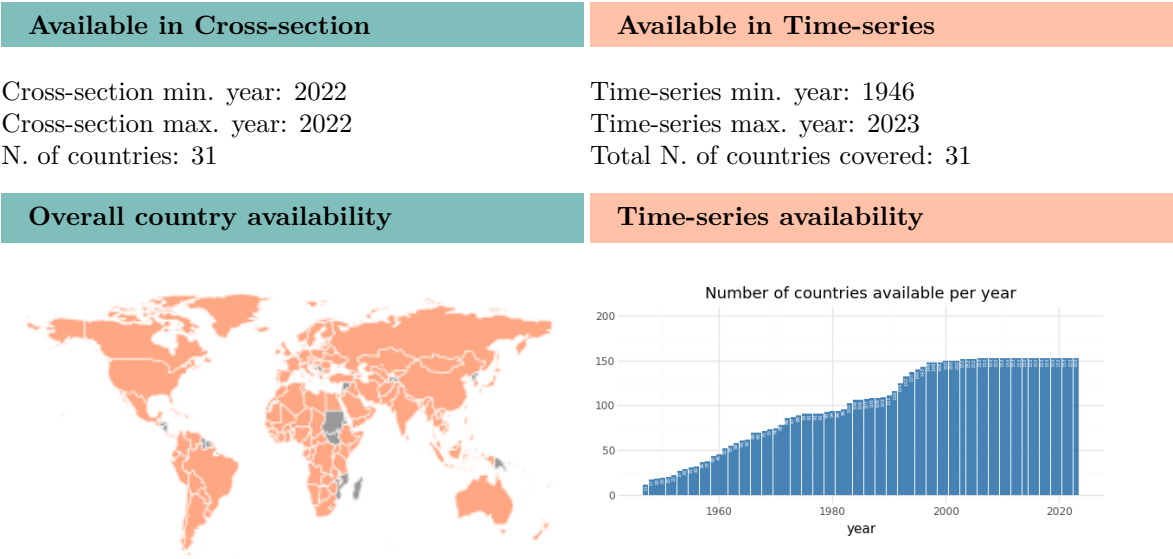 Available in Cross-section
Available in Time-series
Cross-section min. year: 2022
Cross-section max. year: 2022
N. of countries: 31
Time-series min. year: 1946
Time-series max. year: 2023
Total N. of countries covered: 31
Overall country availability
Time-series availability
Number of countries available per year
200
150
100
50
0
1960
1980
2000
2020
year